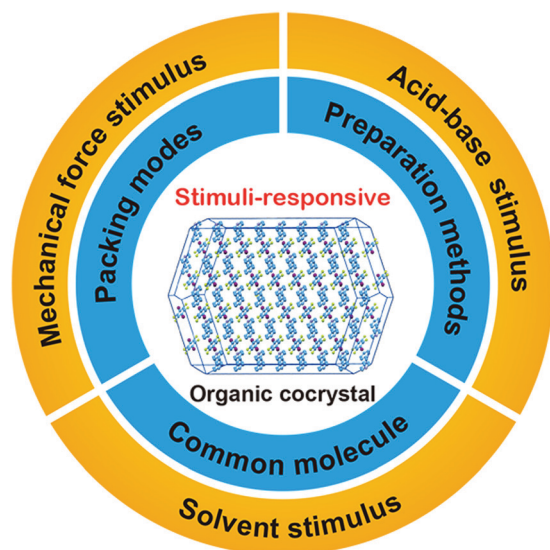 Mechanical force stimulus
Acid-base stimulus
Packing modes
Preparation methods
Stimuli-responsive
Organic cocrystal
Common molecule
Solvent stimulus